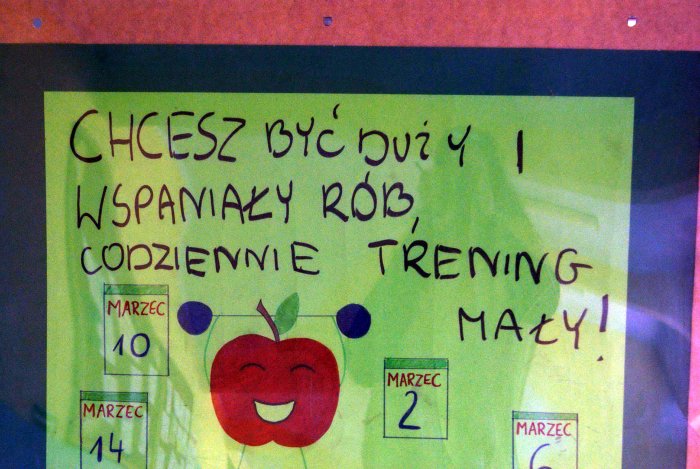 CHCESZ BYĆ DUŻY I
WSPANIAŁY RÓB,
CODZIENNIE TRENING
MAŁY!
MARZEC
10
MARZEC
2
MARZEC
14
MARZEC
6